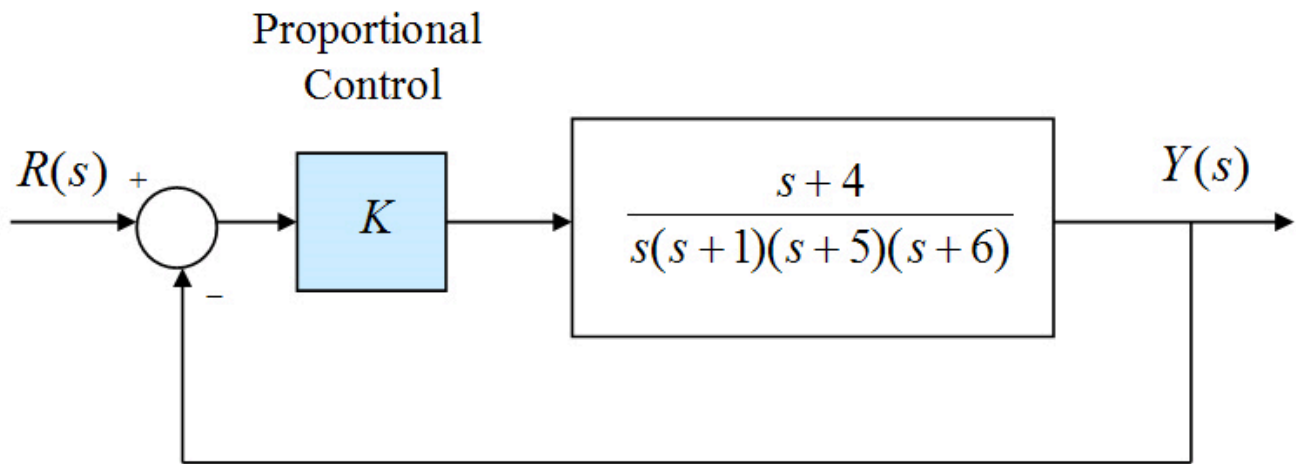 Proportional
Control
R(s)
+
K
s + 4
s(s + 1)(s + 5)(s + 6)
Y(s)
−